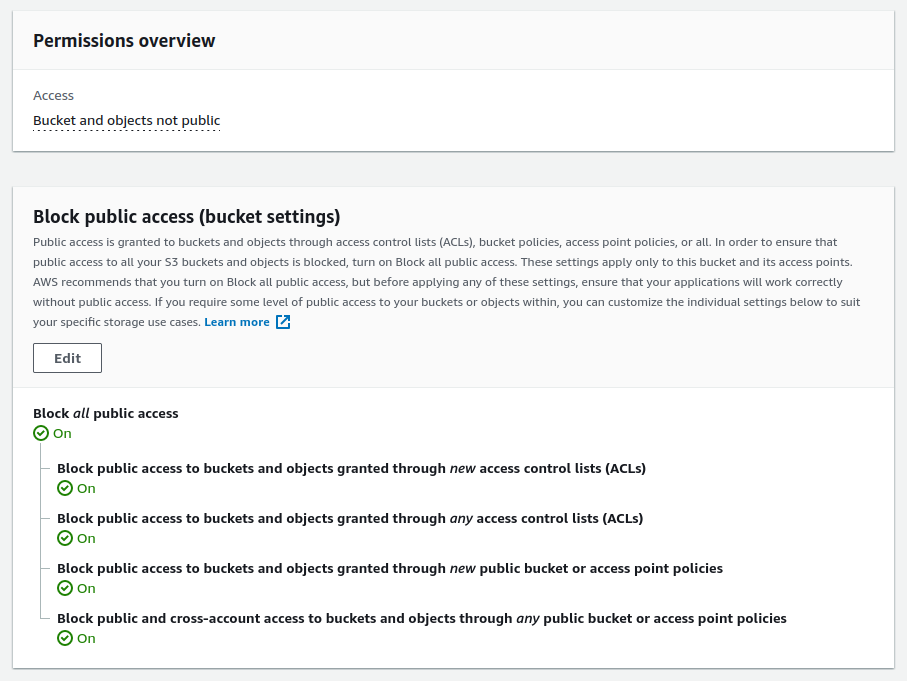 Permissions overview
Access
Bucket and objects not public
Block public access (bucket settings)
Public access is granted to buckets and objects through access control lists (ACLs), bucket policies, access point policies, or all. In order to ensure that
public access to all your S3 buckets and objects is blocked, turn on Block all public access. These settings apply only to this bucket and its access points.
AWS recommends that you turn on Block all public access, but before applying any of these settings, ensure that your applications will work correctly
without public access. If you require some level of public access to your buckets or objects within, you can customize the individual settings below to suit
your specific storage use cases. Learn more
Edit
Block all public access
On
Block public access to buckets and objects granted through new access control lists (ACLs)
On
Block public access to buckets and objects granted through any access control lists (ACLs)
On
Block public access to buckets and objects granted through new public bucket or access point policies
On
Block public and cross-account access to buckets and objects through any public bucket or access point policies
On